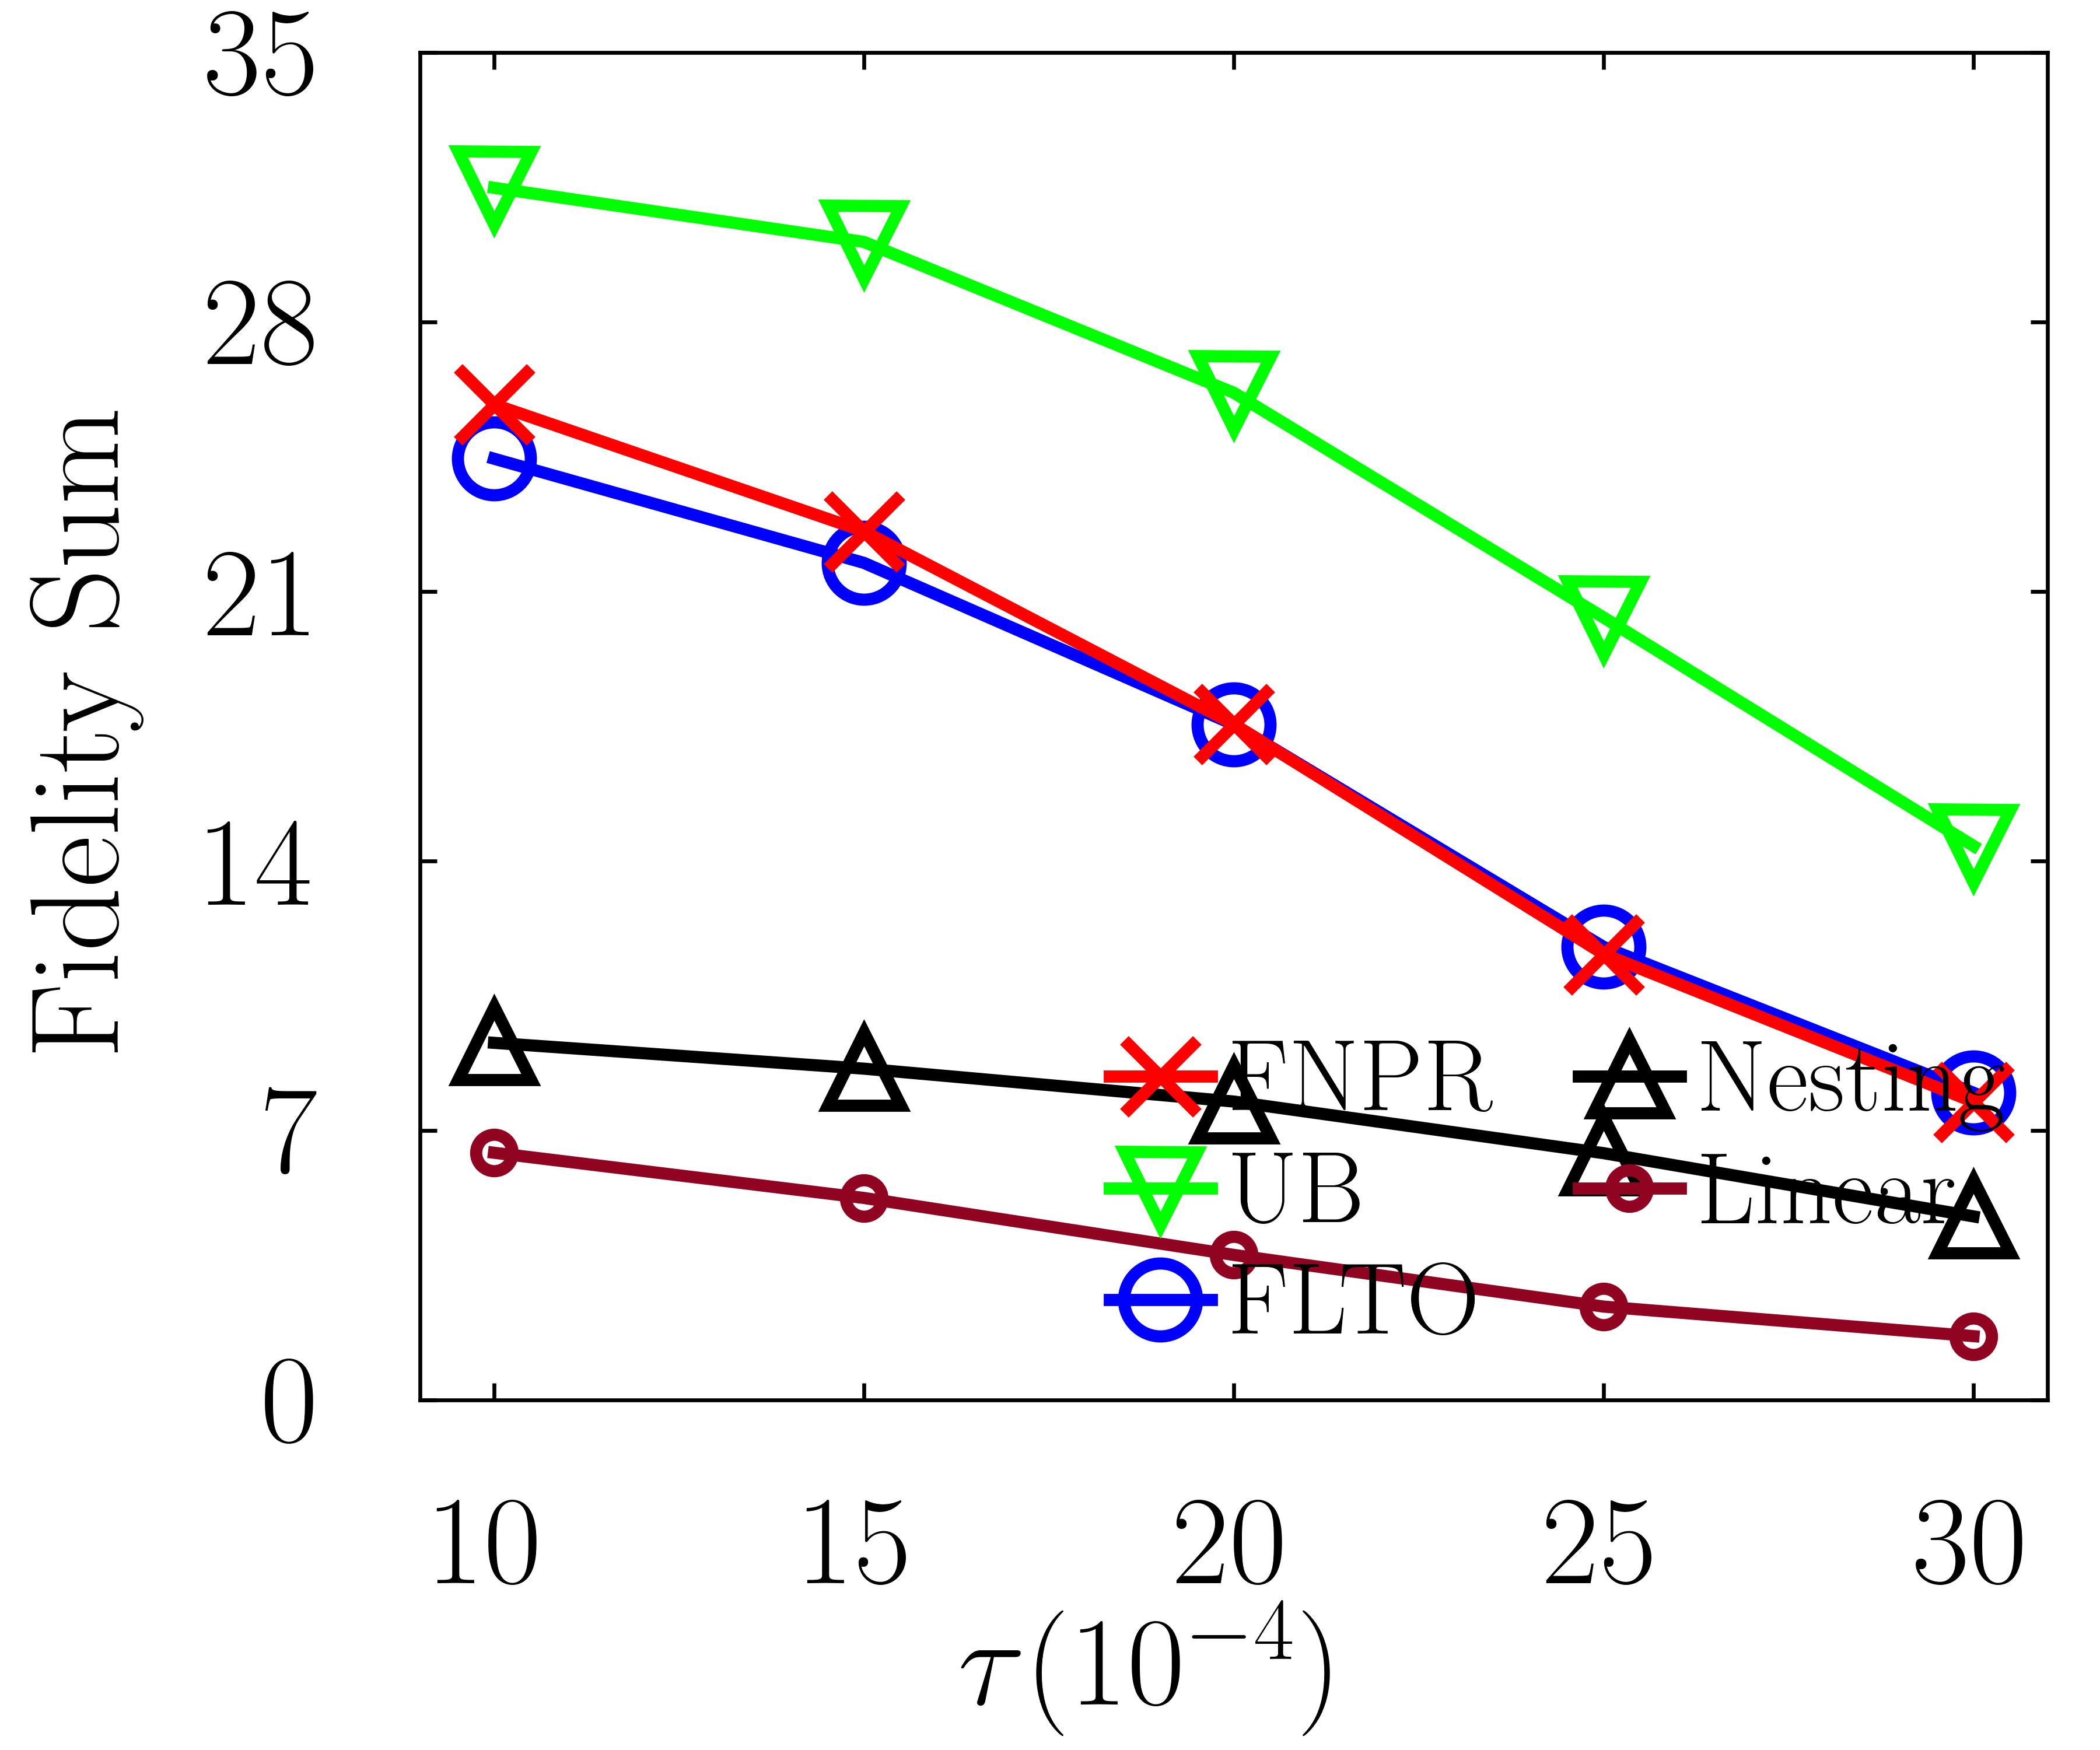 35
28
21
14
7
0
Fidelity Sum
FNPR
UB
FLTO
Nesting
Linear
10 15 20 25 30
τ(10⁻⁴)